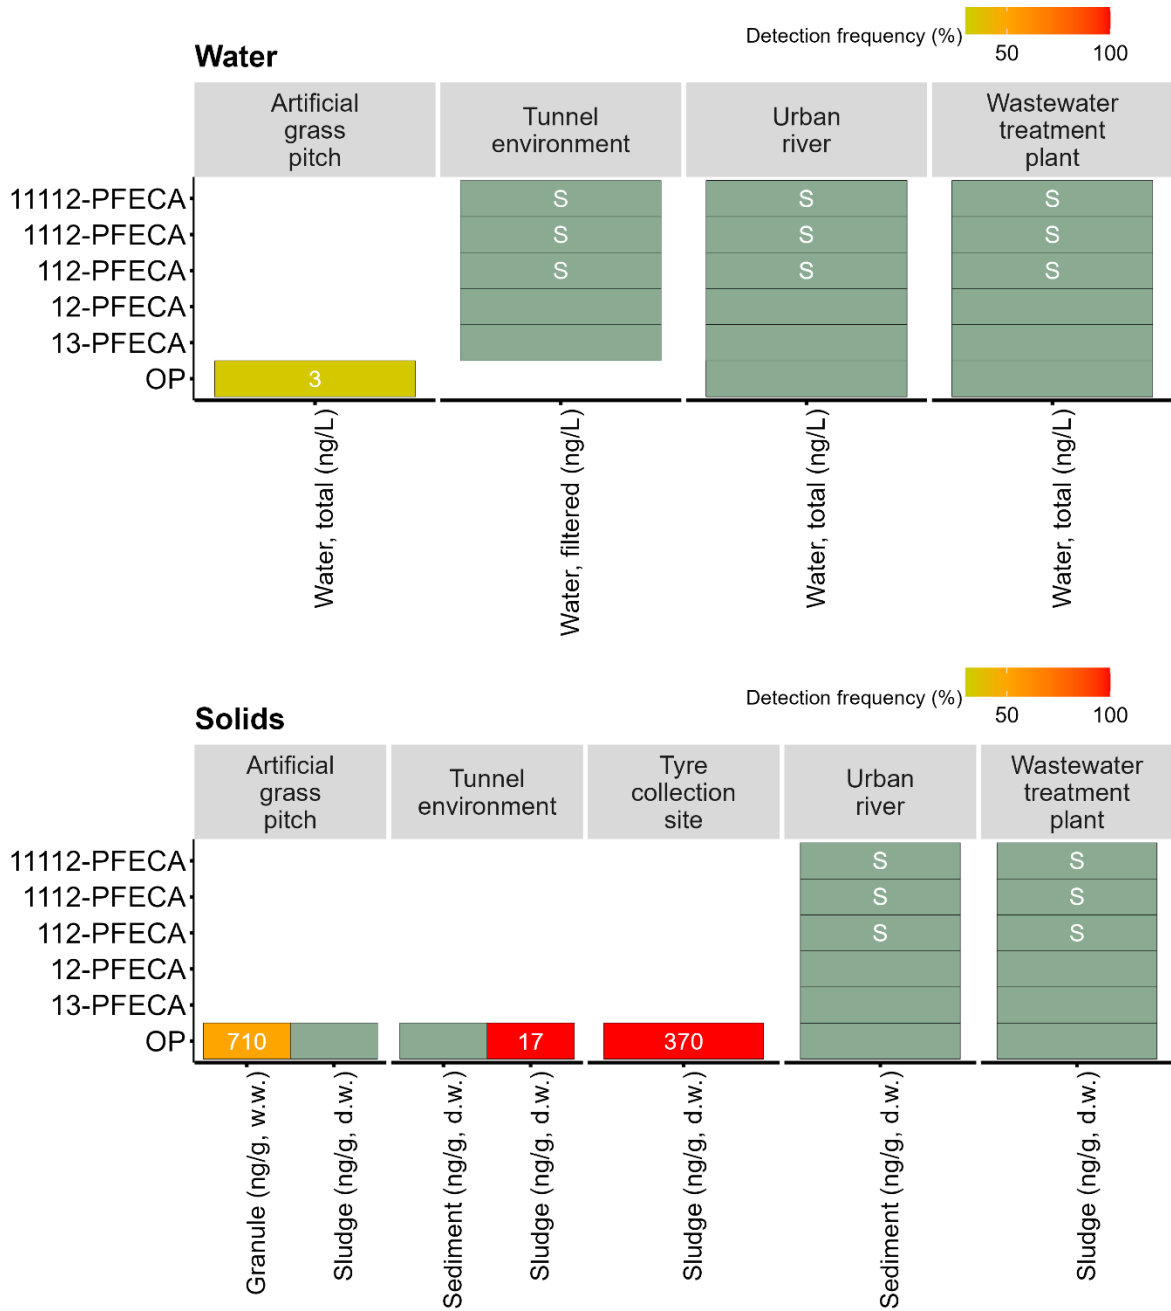 Detection frequency (%)
50 100
Water
Artificial
grass
pitch
Tunnel
environment
Urban
river
Wastewater
treatment
plant
11112-PFECA S S S
1112-PFECA S S S
112-PFECA S S S
12-PFECA
13-PFECA
OP 3
Water, total (ng/L)
Water, filtered (ng/L)
Water, total (ng/L)
Water, total (ng/L)
Detection frequency (%)
50 100
Solids
Artificial
grass
pitch
Tunnel
environment
Tyre
collection
site
Urban
river
Wastewater
treatment
plant
11112-PFECA S S
1112-PFECA S S
112-PFECA S S
12-PFECA
13-PFECA
OP 710 17 370
Granule (ng/g, w.w.)
Sludge (ng/g, d.w.)
Sediment (ng/g, d.w.)
Sludge (ng/g, d.w.)
Sludge (ng/g, d.w.)
Sediment (ng/g, d.w.)
Sludge (ng/g, d.w.)